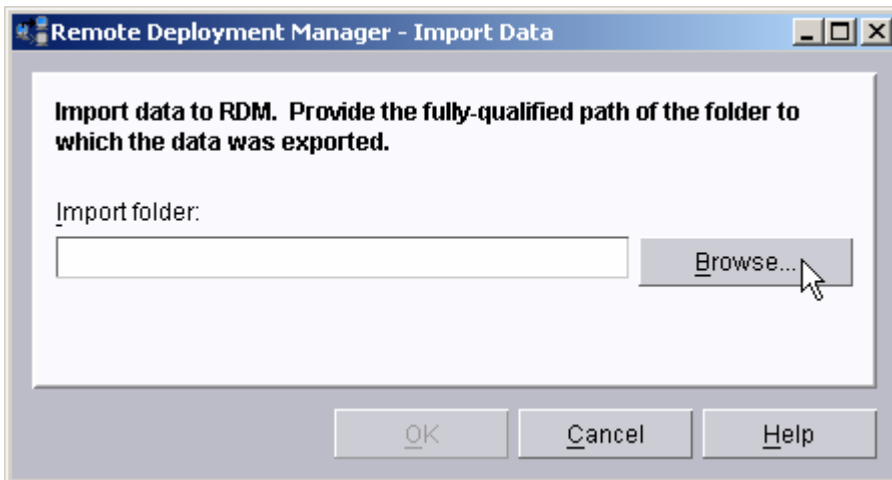 Remote Deployment Manager - Import Data
Import data to RDM. Provide the fully-qualified path of the folder to
which the data was exported.
Import folder:
Browse...
OK
Cancel
Help